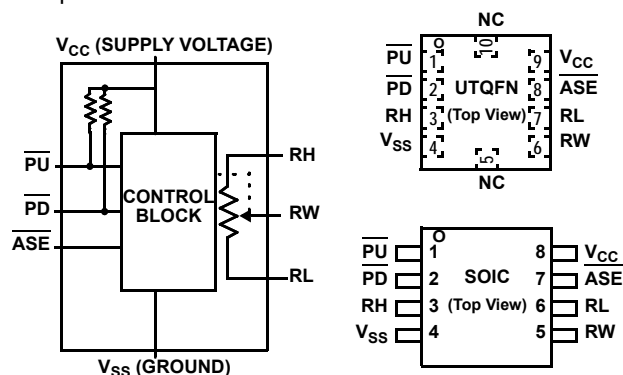 V_CC (SUPPLY VOLTAGE)
PU
PD
ASE
CONTROL
BLOCK
RH
RW
RL
V_SS (GROUND)
NC
10
PU 1 9 V_CC
UTQFN
PD 2 8 ASE
RH 3 (Top View) 7 RL
V_SS 4 6 RW
5
NC
PU 1 8 V_CC
PD 2 SOIC 7 ASE
RH 3 (Top View) 6 RL
V_SS 4 5 RW